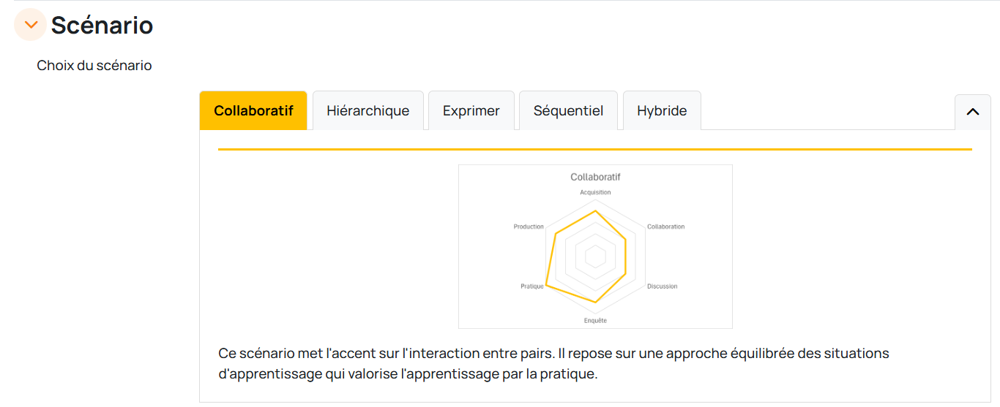 Scénario
Choix du scénario
Collaboratif
Hiérarchique
Exprimer
Séquentiel
Hybride
Collaboratif
Acquisition
Production
Collaboration
Pratique
Discussion
Enquête
Ce scénario met l'accent sur l'interaction entre pairs. Il repose sur une approche équilibrée des situations
d'apprentissage qui valorise l'apprentissage par la pratique.